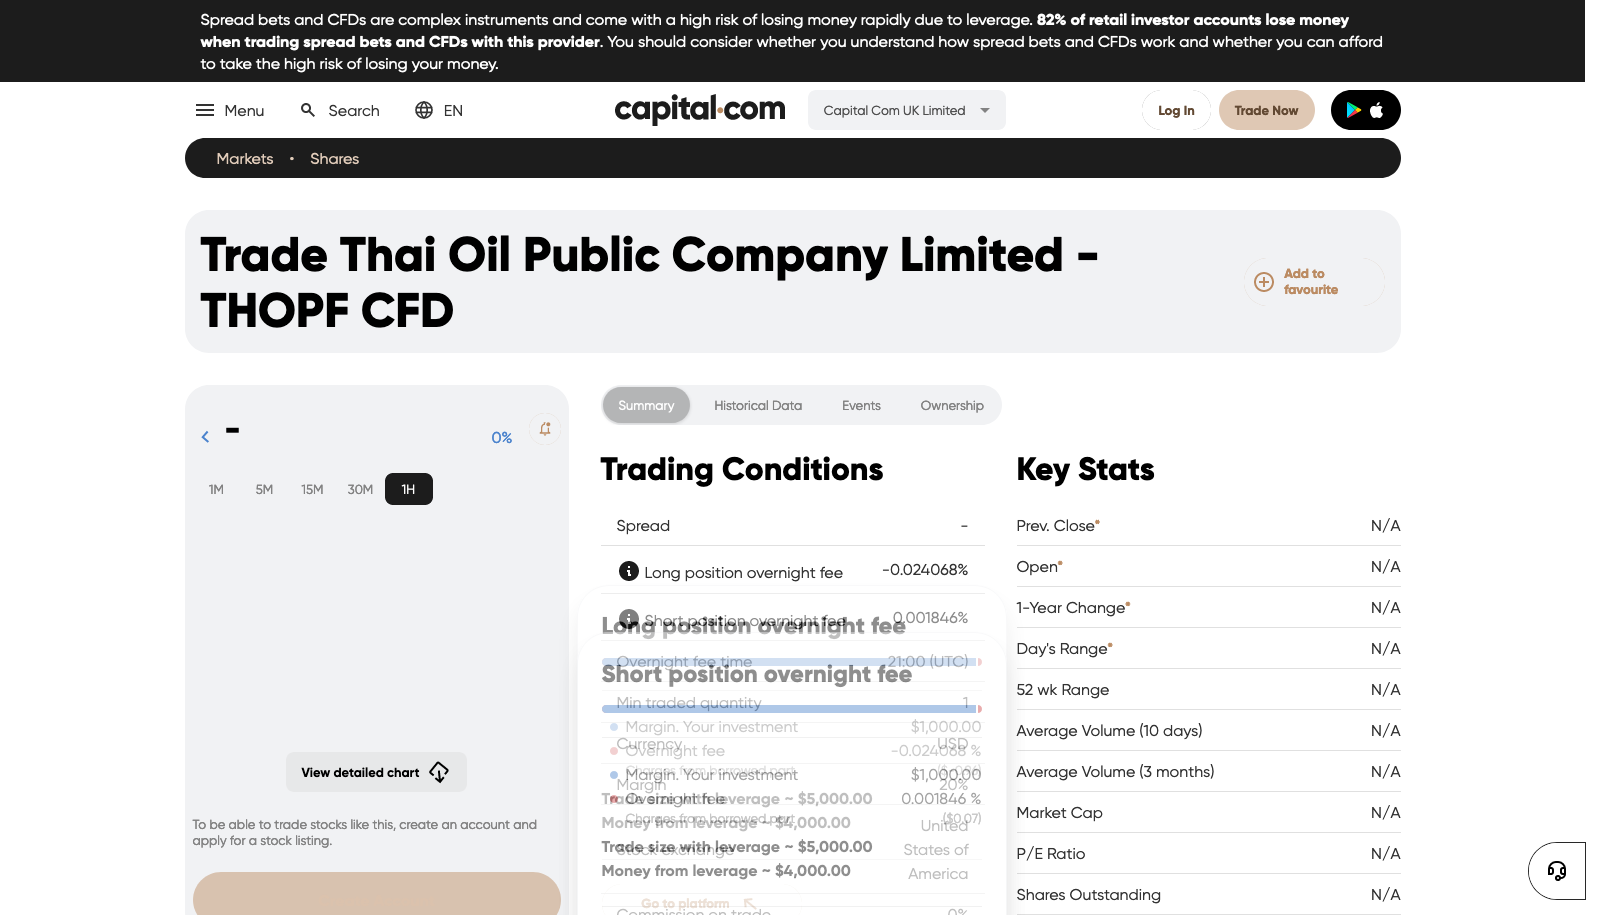 Spread bets and CFDs are complex instruments and come with a high risk of losing money rapidly due to leverage. 82% of retail investor accounts lose money
when trading spread bets and CFDs with this provider. You should consider whether you understand how spread bets and CFDs work and whether you can afford
to take the high risk of losing your money.
Menu
Search
EN
capital.com
Capital Com UK Limited
Log In
Trade Now
Markets • Shares
Trade Thai Oil Public Company Limited -
THOPF CFD
Add to
favourite
-
0%
1M 5M 15M 30M 1H
View detailed chart
To be able to trade stocks like this, create an account and
apply for a stock listing.
Summary Historical Data Events Ownership
Trading Conditions
Spread -
Long position overnight fee -0.024068%
Short position overnight fee 0.001846%
Long position overnight fee
Overnight fee time 21:00 (UTC)
Short position overnight fee
Min traded quantity 1
Margin. Your investment $1,000.00
Currency USD
Overnight fee -0.024068 %
Charges from borrowed part
Margin. Your investment $1,000.00
Margin 20%
Trade size with leverage ~ $5,000.00
Overnight fee 0.001846 %
Charges from borrowed part ($0.07)
Money from leverage ~ $4,000.00
United
States of
America
Trade size with leverage ~ $5,000.00
Stock exchange
Money from leverage ~ $4,000.00
Go to platform
Commission on trade 0%
Key Stats
Prev. Close* N/A
Open* N/A
1-Year Change* N/A
Day's Range* N/A
52 wk Range N/A
Average Volume (10 days) N/A
Average Volume (3 months) N/A
Market Cap N/A
P/E Ratio N/A
Shares Outstanding N/A